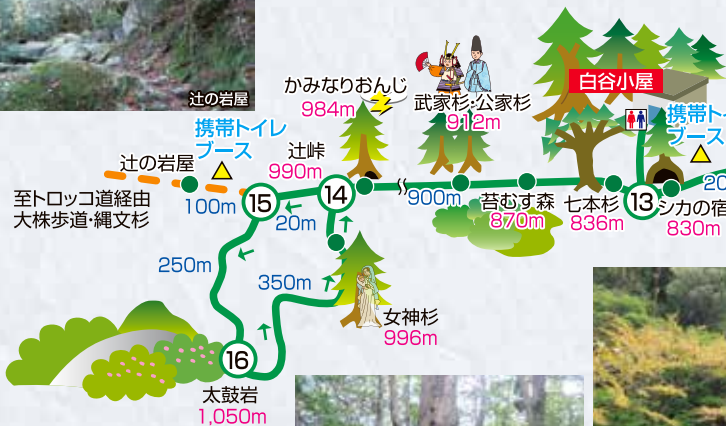 辻の岩屋
かみなりおんじ
984m
武家杉・公家杉
912m
白谷小屋
携帯トイレ
ブース
携帯トイ
ブース
辻の岩屋
辻峠
990m
至トロッコ道経由
大株歩道・縄文杉
100m
15
20m
14
900m
苔むす森
870m
七本杉
836m
13
シカの宿
830m
20
250m
350m
女神杉
996m
16
太鼓岩
1,050m